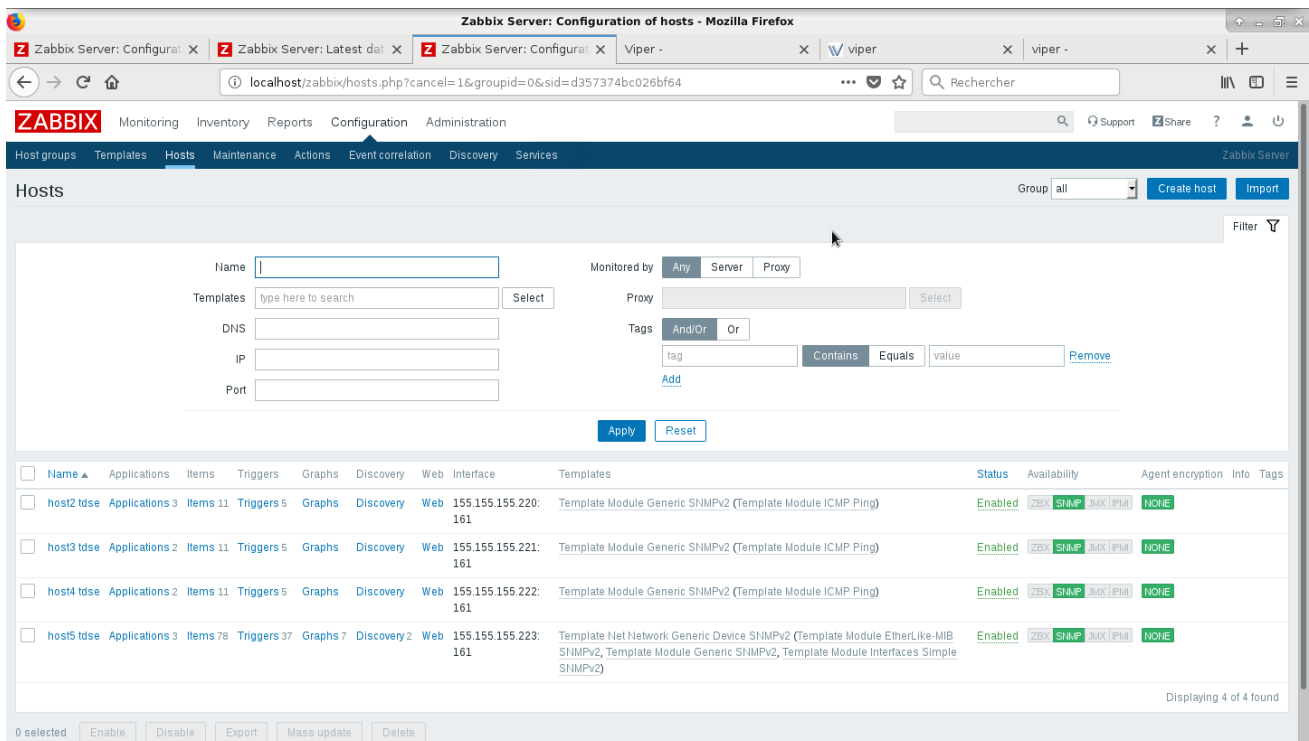 Zabbix Server: Configuration of hosts - Mozilla Firefox
Zabbix Server: Configurat Zabbix Server: Latest dat Zabbix Server: Configurat Viper - viper viper -
localhost/zabbix/hosts.php?cancel=1&groupid=0&sid=d357374bc026bf64 Rechercher
ZABBIX Monitoring Inventory Reports Configuration Administration Support Z Share ?
Host groups Templates Hosts Maintenance Actions Event correlation Discovery Services Zabbix Server
Hosts Group all Create host Import
Filter
Name Monitored by Any Server Proxy
Templates type here to search Select Proxy Select
DNS Tags And/Or Or
IP tag Contains Equals value Remove
Add
Port
Apply Reset
Name Applications Items Triggers Graphs Discovery Web Interface Templates Status Availability Agent encryption Info Tags
host2 tdse Applications 3 Items 11 Triggers 5 Graphs Discovery Web 155.155.155.220: Template Module Generic SNMPv2 (Template Module ICMP Ping) Enabled ZBX SNMP JMX IPMI NONE
161
host3 tdse Applications 2 Items 11 Triggers 5 Graphs Discovery Web 155.155.155.221: Template Module Generic SNMPv2 (Template Module ICMP Ping) Enabled ZBX SNMP JMX IPMI NONE
161
host4 tdse Applications 2 Items 11 Triggers 5 Graphs Discovery Web 155.155.155.222: Template Module Generic SNMPv2 (Template Module ICMP Ping) Enabled ZBX SNMP JMX IPMI NONE
161
host5 tdse Applications 3 Items 78 Triggers 37 Graphs 7 Discovery 2 Web 155.155.155.223: Template Net Network Generic Device SNMPv2 (Template Module EtherLike-MIB Enabled ZBX SNMP JMX IPMI NONE
161 SNMPv2, Template Module Generic SNMPv2, Template Module Interfaces Simple
SNMPv2)
Displaying 4 of 4 found
0 selected Enable Disable Export Mass update Delete